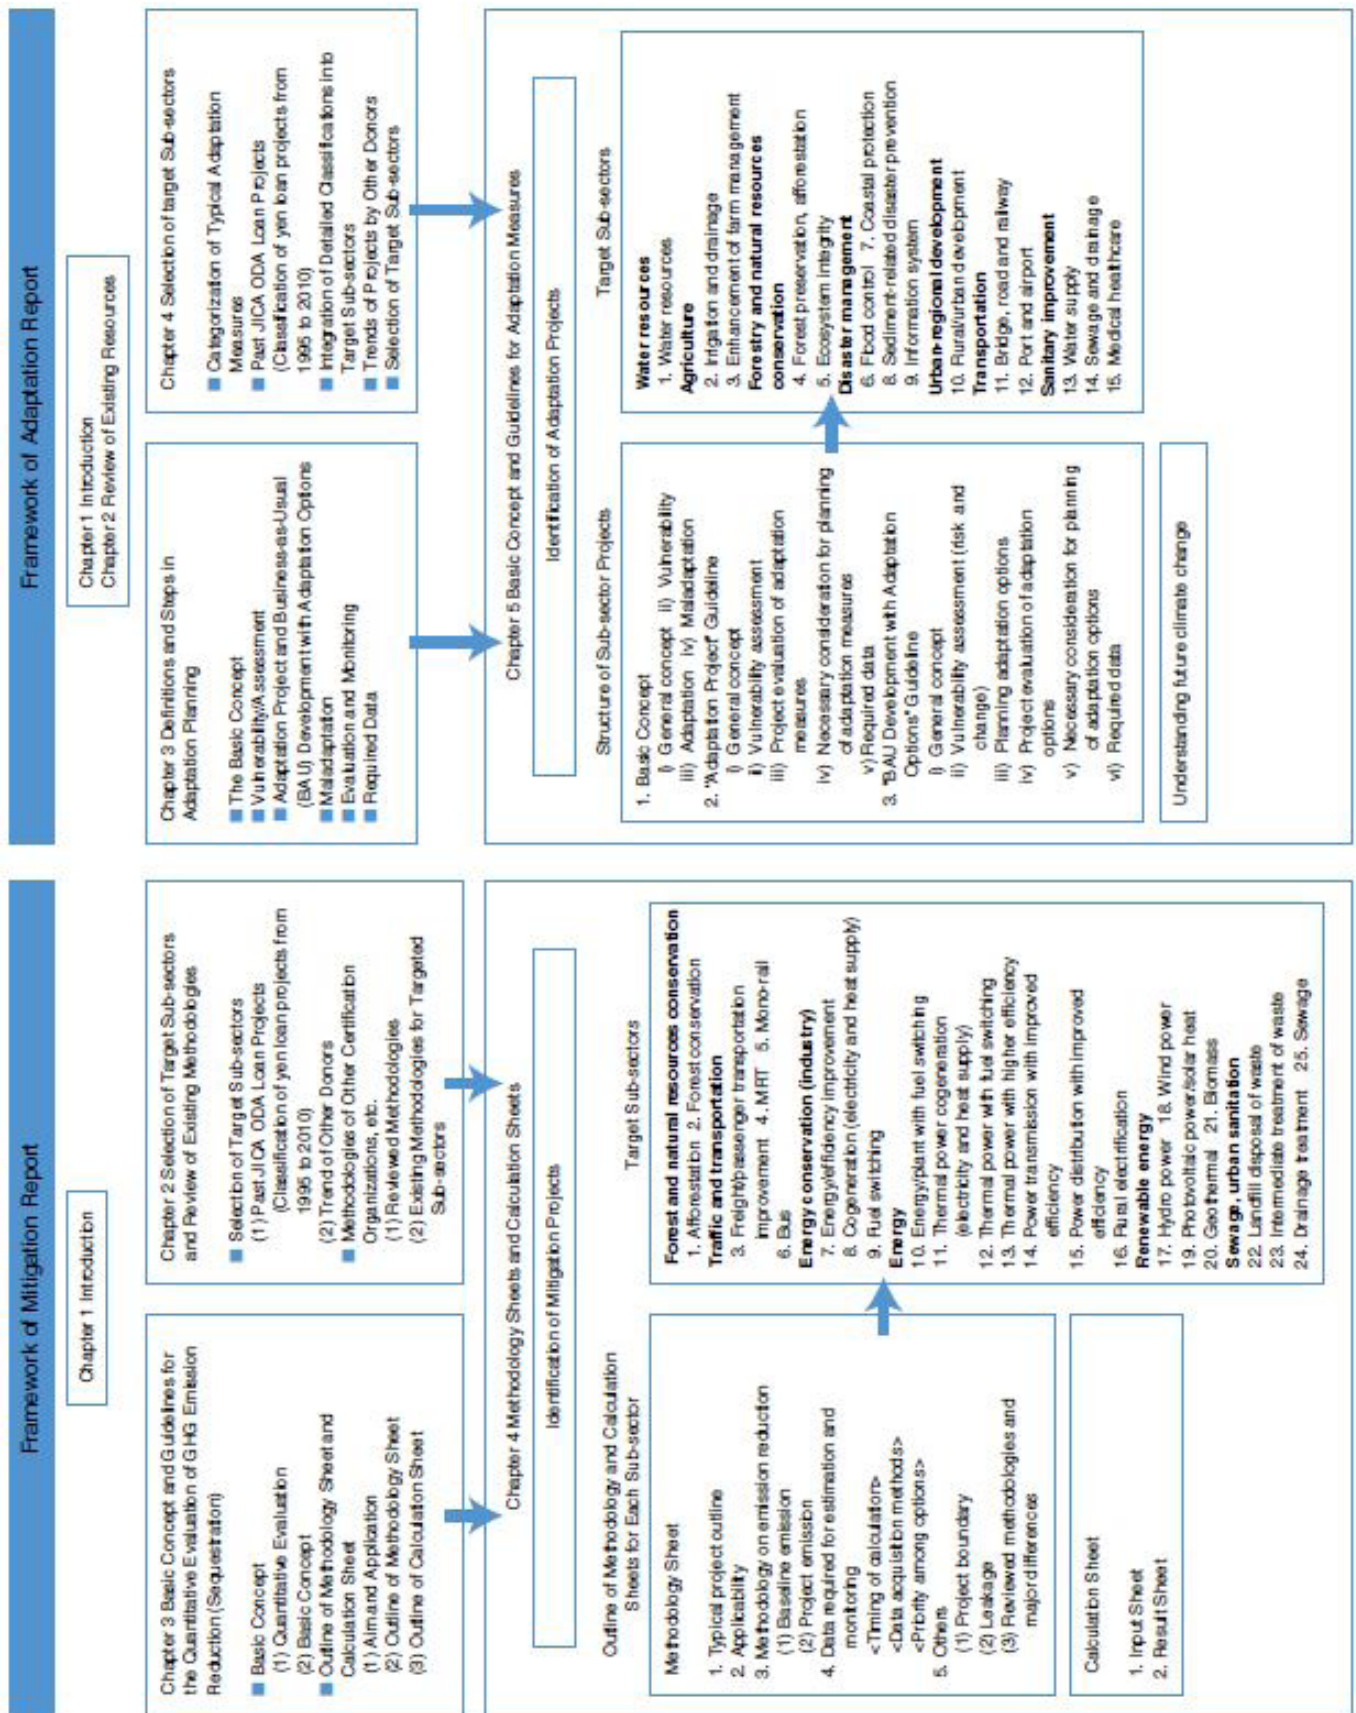 Framework of Mitigation Report
Chapter 1 Introduction
Chapter 3 Basic Concept and Guidelines for
the Quantitative Evaluation of GHG Emission
Reduction (Sequestration)
■ Basic Concept
(1) Quantitative Evaluation
(2) Basic Concept
■ Outline of Methodology Sheet and
Calculation Sheet
(1) Aim and Application
(2) Outline of Methodology Sheet
(3) Outline of Calculation Sheet
Chapter 2 Selection of Target Sub-sectors
and Review of Existing Methodologies
■ Selection of Target Sub-sectors
(1) Past JICA ODA Loan Projects
(Classification of yen loan projects from
1995 to 2010)
(2) Trend of Other Donors
■ Methodologies of Other Certification
Organizations, etc.
(1) Reviewed Methodologies
(2) Existing Methodologies for Targeted
Sub-sectors
Chapter 4 Methodology Sheets and Calculation Sheets
Identification of Mitigation Projects
Outline of Methodology and Calculation
Sheets for Each Sub-sector
Methodology Sheet
1. Typical project outline
2. Applicability
3. Methodology on emission reduction
(1) Baseline emission
(2) Project emission
4. Data required for estimation and
monitoring
<Timing of calculation>
<Data acquisition methods>
<Priority among options>
5. Others
(1) Project boundary
(2) Leakage
(3) Reviewed methodologies and
major differences
Calculation Sheet
1. Input Sheet
2. Result Sheet
Target Sub-sectors
Forest and natural resources conservation
1. Afforestation 2. Forest conservation
Traffic and transportation
3. Freight/passenger transportation
improvement 4. MRT 5. Mono-rail
6. Bus
Energy conservation (industry)
7. Energy/efficiency improvement
8. Cogeneration (electricity and heat supply)
9. Fuel switching
Energy
10. Energy/plant with fuel switching
11. Thermal power cogeneration
(electricity and heat supply)
12. Thermal power with fuel switching
13. Thermal power with higher efficiency
14. Power transmission with improved
efficiency
15. Power distribution with improved
efficiency
16. Rural electrification
Renewable energy
17. Hydro power 18. Wind power
19. Photovoltaic power/solar heat
20. Geothermal 21. Biomass
Sewage, urban sanitation
22. Landfill disposal of waste
23. Intermediate treatment of waste
24. Drainage treatment 25. Sewage
Framework of Adaptation Report
Chapter 1 Introduction
Chapter 2 Review of Existing Resources
Chapter 3 Definitions and Steps in
Adaptation Planning
■ The Basic Concept
■ Vulnerability/Assessment
■ Adaptation Project and Business-as-Usual
(BAU) Development with Adaptation Options
■ Maladaptation
■ Evaluation and Monitoring
■ Required Data
Chapter 4 Selection of target Sub-sectors
■ Categorization of Typical Adaptation
Measures
■ Past JICA ODA Loan Projects
(Classification of yen loan projects from
1995 to 2010)
■ Integration of Detailed Classifications into
Target Sub-sectors
■ Trends of Projects by Other Donors
■ Selection of Target Sub-sectors
Chapter 5 Basic Concept and Guidelines for Adaptation Measures
Identification of Adaptation Projects
Structure of Sub-sector Projects
1. Basic Concept
i) General concept ii) Vulnerability
iii) Adaptation iv) Maladaptation
2. "Adaptation Project" Guideline
i) General concept
ii) Vulnerability assessment
iii) Project evaluation of adaptation
measures
iv) Necessary consideration for planning
of adaptation measures
v) Required data
3. "BAU Development with Adaptation
Options" Guideline
i) General concept
ii) Vulnerability assessment (risk and
change)
iii) Planning adaptation options
iv) Project evaluation of adaptation
options
v) Necessary consideration for planning
of adaptation options
vi) Required data
Understanding future climate change
Target Sub-sectors
Water resources
1. Water resources
Agriculture
2. Irrigation and drainage
3. Enhancement of farm management
Forestry and natural resources
conservation
4. Forest preservation, afforestation
5. Ecosystem integrity
Disaster management
6. Flood control 7. Coastal protection
8. Sediment-related disaster prevention
9. Information system
Urban-regional development
10. Rural/urban development
Transportation
11. Bridge, road and railway
12. Port and airport
Sanitary improvement
13. Water supply
14. Sewage and drainage
15. Medical healthcare